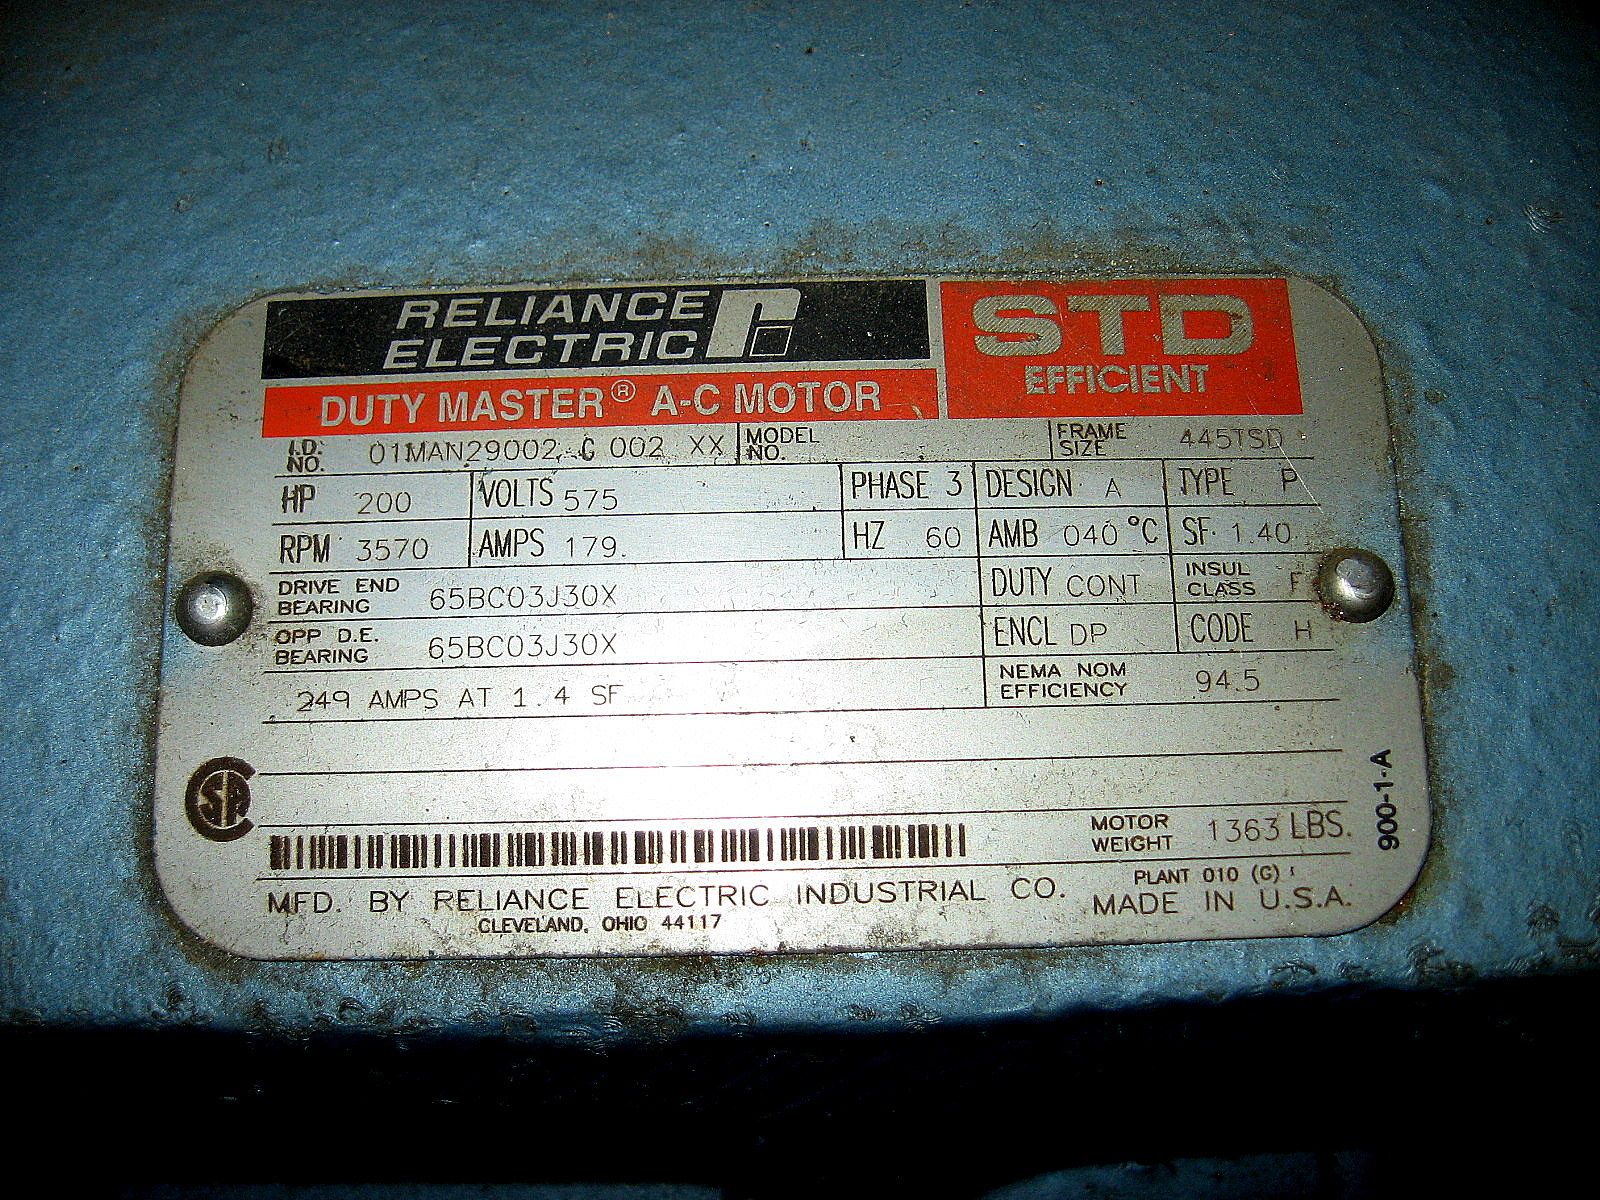 RELIANCE
ELECTRIC
STD
EFFICIENT
DUTY MASTER® A-C MOTOR
I.D. NO. 01MAN29002 G 002 XX MODEL NO. FRAME SIZE 445TSD
HP 200 VOLTS 575 PHASE 3 DESIGN A TYPE P
RPM 3570 AMPS 179. HZ 60 AMB 040 °C SF 1.40
DRIVE END BEARING 65BC03J30X DUTY CONT INSUL CLASS F
OPP D.E. BEARING 65BC03J30X ENCL DP CODE H
249 AMPS AT 1.4 SF NEMA NOM EFFICIENCY 94.5
CSA
900-1-A
MOTOR WEIGHT 1363 LBS.
PLANT 010 (G)
MFD. BY RELIANCE ELECTRIC INDUSTRIAL CO. MADE IN U.S.A.
CLEVELAND, OHIO 44117